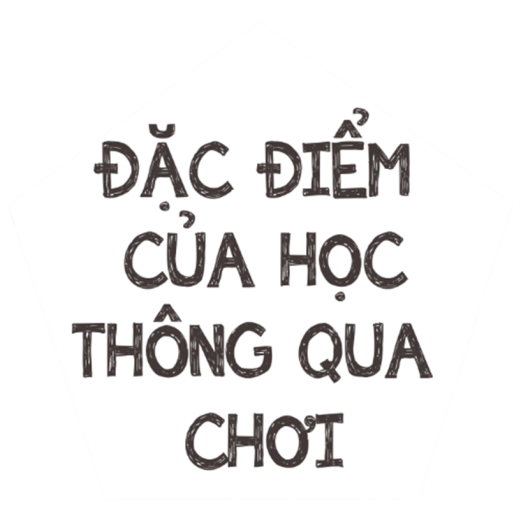 ĐẶC ĐIỂM
CỦA HỌC
THÔNG QUA
CHƠI